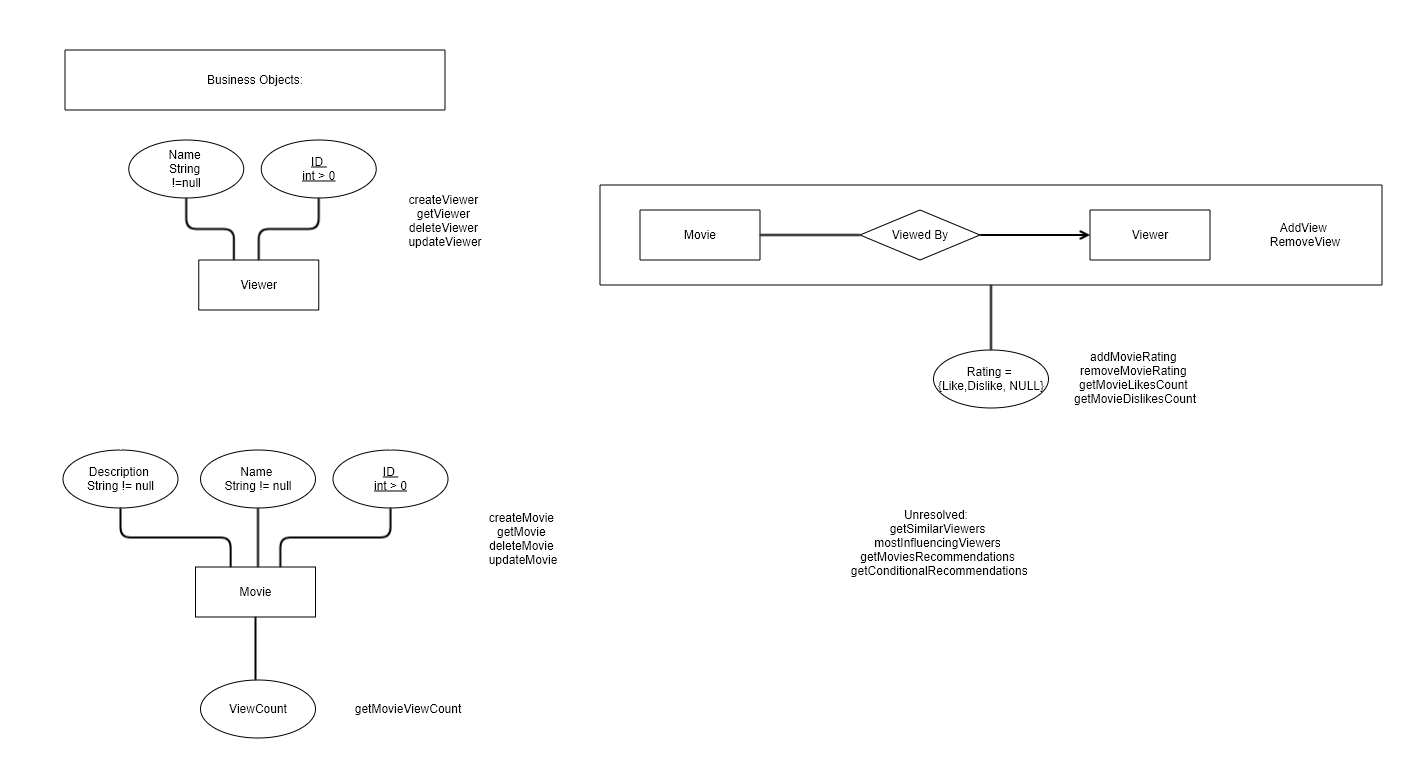 Business Objects:
Name
String
!=null
ID
int > 0
createViewer
getViewer
deleteViewer
updateViewer
Viewer
Movie
Viewed By
Viewer
AddView
RemoveView
Rating =
{Like,Dislike, NULL}
addMovieRating
removeMovieRating
getMovieLikesCount
getMovieDislikesCount
Description
String != null
Name
String != null
ID
int > 0
createMovie
getMovie
deleteMovie
updateMovie
Movie
ViewCount
getMovieViewCount
Unresolved:
getSimilarViewers
mostInfluencingViewers
getMoviesRecommendations
getConditionalRecommendations